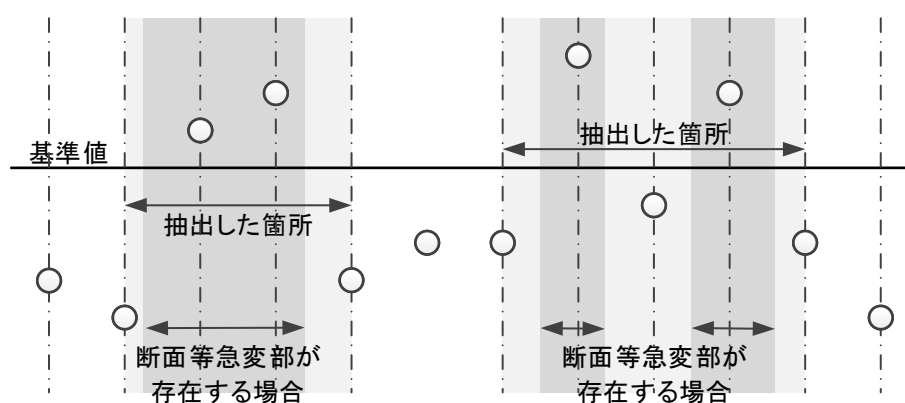 抽出した箇所
基準値
抽出した箇所
断面等急変部が
存在する場合
断面等急変部が
存在する場合